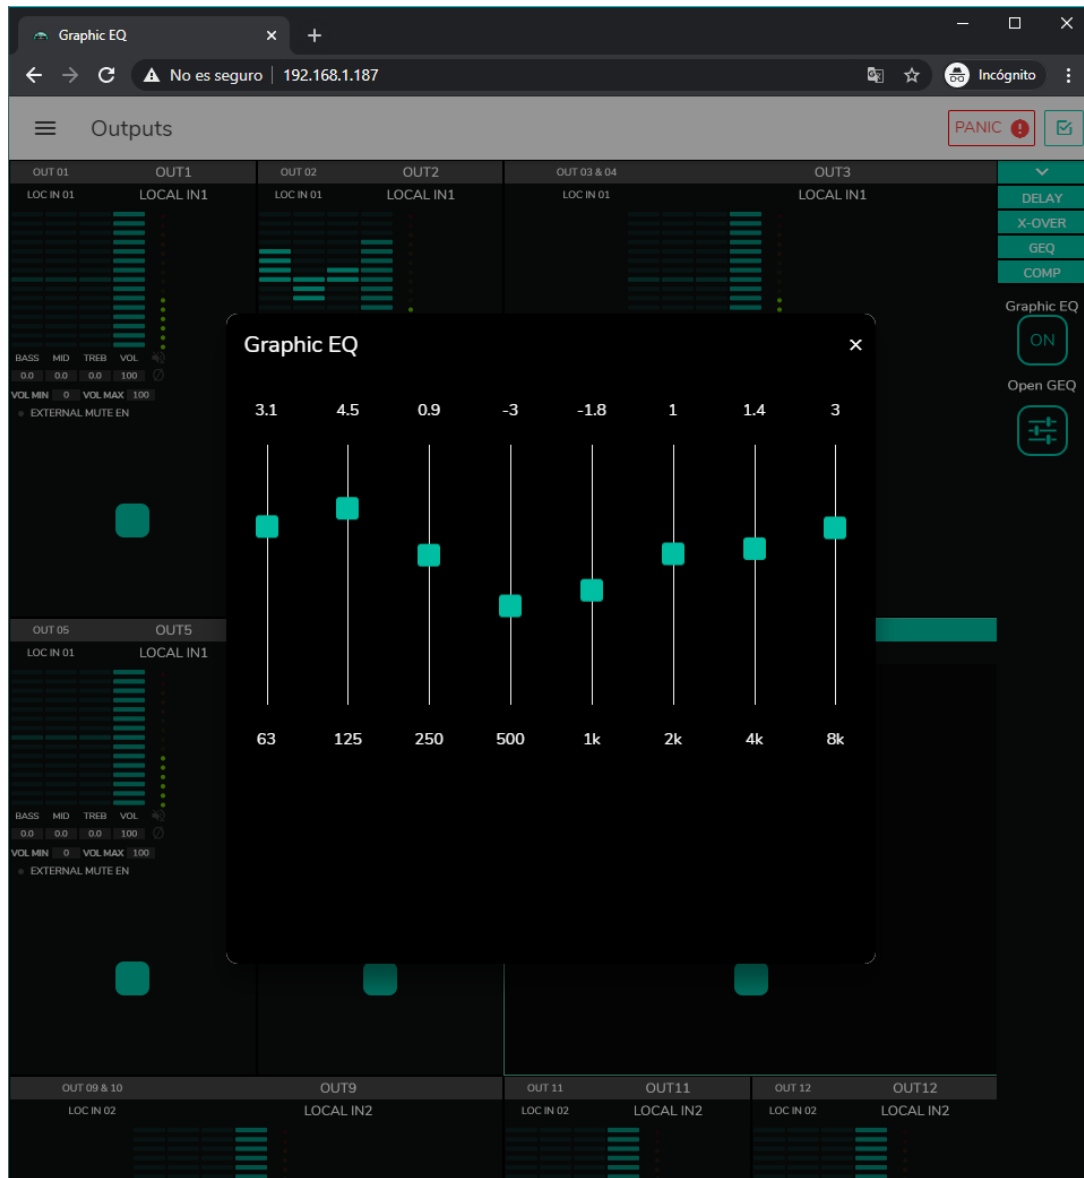 Graphic EQ
No es seguro 192.168.1.187 Incógnito
Outputs PANIC
OUT 01 OUT1 OUT 02 OUT2 OUT 03 & 04 OUT3
LOC IN 01 LOCAL IN1 LOC IN 01 LOCAL IN1 LOC IN 01 LOCAL IN1
DELAY
X-OVER
GEQ
COMP
Graphic EQ
ON
Open GEQ
BASS MID TREB VOL
0.0 0.0 0.0 100
VOL MIN 0 VOL MAX 100
EXTERNAL MUTE EN
Graphic EQ
3.1 4.5 0.9 -3 -1.8 1 1.4 3
63 125 250 500 1k 2k 4k 8k
OUT 05 OUT5
LOC IN 01 LOCAL IN1
BASS MID TREB VOL
0.0 0.0 0.0 100
VOL MIN 0 VOL MAX 100
EXTERNAL MUTE EN
OUT 09 & 10 OUT9 OUT 11 OUT11 OUT 12 OUT12
LOC IN 02 LOCAL IN2 LOC IN 02 LOCAL IN2 LOC IN 02 LOCAL IN2